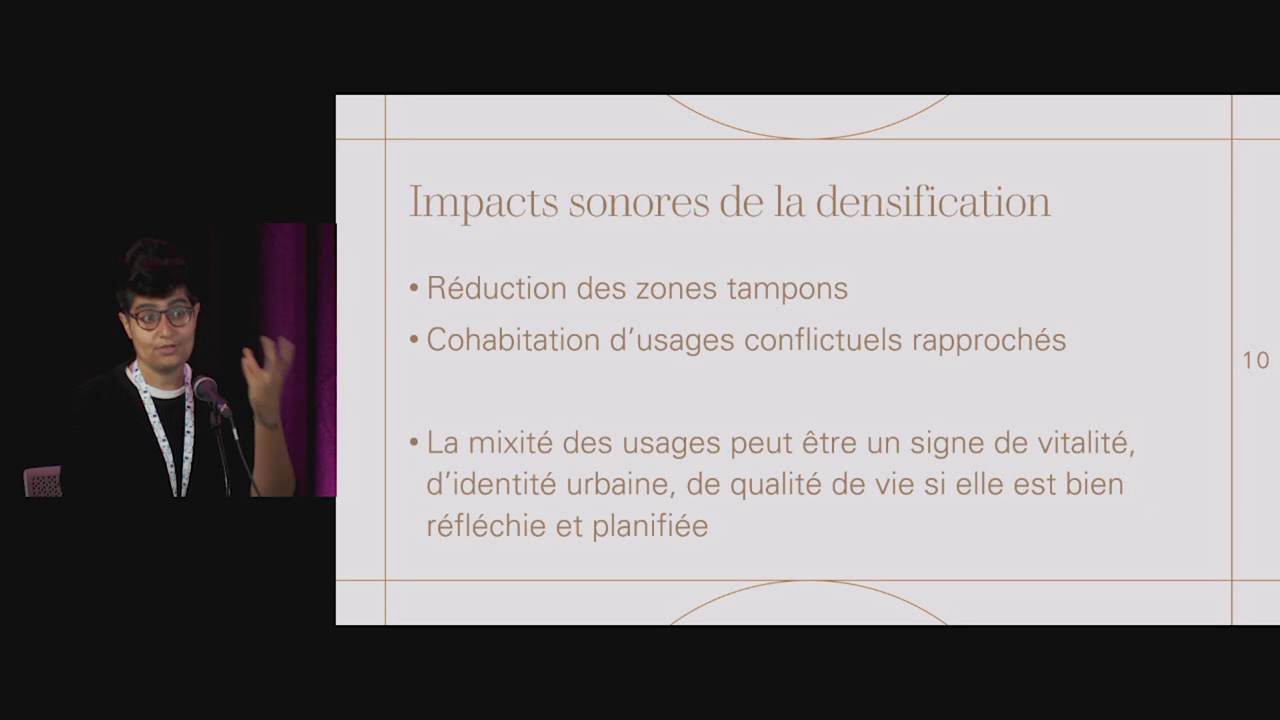 Impacts sonores de la densification
• Réduction des zones tampons
• Cohabitation d’usages conflictuels rapprochés
10
• La mixité des usages peut être un signe de vitalité,
d’identité urbaine, de qualité de vie si elle est bien
réfléchie et planifiée